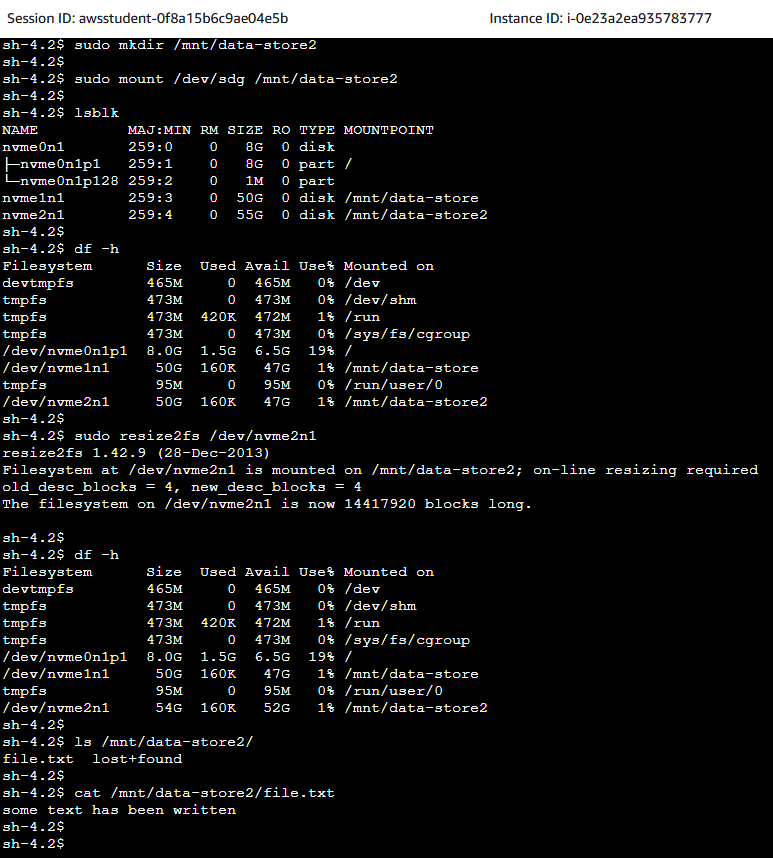 Session ID: awsstudent-0f8a15b6c9ae04e5b Instance ID: i-0e23a2ea935783777
sh-4.2$ sudo mkdir /mnt/data-store2
sh-4.2$
sh-4.2$ sudo mount /dev/sdg /mnt/data-store2
sh-4.2$
sh-4.2$ lsblk
NAME          MAJ:MIN RM SIZE RO TYPE MOUNTPOINT
nvme0n1       259:0    0   8G  0 disk
├─nvme0n1p1   259:1    0   8G  0 part /
└─nvme0n1p128 259:2    0   1M  0 part
nvme1n1       259:3    0  50G  0 disk /mnt/data-store
nvme2n1       259:4    0  55G  0 disk /mnt/data-store2
sh-4.2$
sh-4.2$ df -h
Filesystem      Size  Used Avail Use% Mounted on
devtmpfs        465M     0  465M   0% /dev
tmpfs           473M     0  473M   0% /dev/shm
tmpfs           473M  420K  472M   1% /run
tmpfs           473M     0  473M   0% /sys/fs/cgroup
/dev/nvme0n1p1  8.0G  1.5G  6.5G  19% /
/dev/nvme1n1     50G  160K   47G   1% /mnt/data-store
tmpfs            95M     0   95M   0% /run/user/0
/dev/nvme2n1     50G  160K   47G   1% /mnt/data-store2
sh-4.2$
sh-4.2$ sudo resize2fs /dev/nvme2n1
resize2fs 1.42.9 (28-Dec-2013)
Filesystem at /dev/nvme2n1 is mounted on /mnt/data-store2; on-line resizing required
old_desc_blocks = 4, new_desc_blocks = 4
The filesystem on /dev/nvme2n1 is now 14417920 blocks long.
sh-4.2$
sh-4.2$ df -h
Filesystem      Size  Used Avail Use% Mounted on
devtmpfs        465M     0  465M   0% /dev
tmpfs           473M     0  473M   0% /dev/shm
tmpfs           473M  420K  472M   1% /run
tmpfs           473M     0  473M   0% /sys/fs/cgroup
/dev/nvme0n1p1  8.0G  1.5G  6.5G  19% /
/dev/nvme1n1     50G  160K   47G   1% /mnt/data-store
tmpfs            95M     0   95M   0% /run/user/0
/dev/nvme2n1     54G  160K   52G   1% /mnt/data-store2
sh-4.2$
sh-4.2$ ls /mnt/data-store2/
file.txt  lost+found
sh-4.2$
sh-4.2$ cat /mnt/data-store2/file.txt
some text has been written
sh-4.2$
sh-4.2$